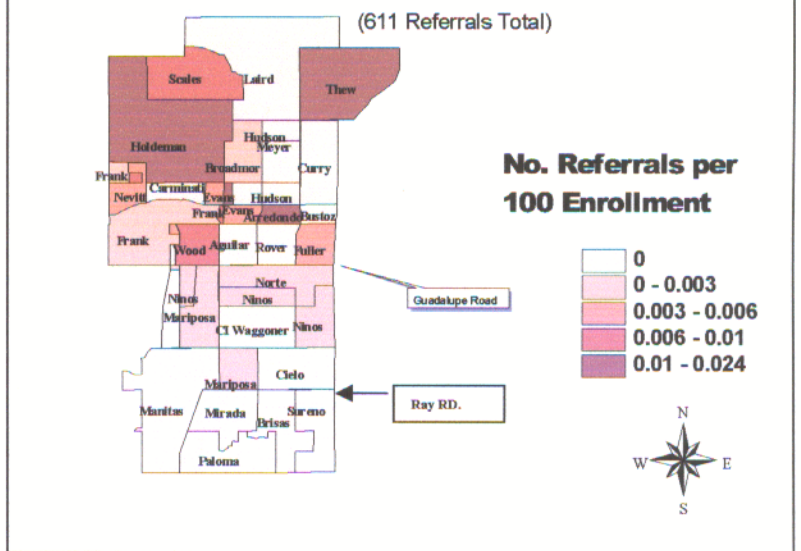 (611 Referrals Total)
Scales
Laird
Thew
Hudson
Meyer
Holdeman
Broadmor
Curry
Frank
Carminati
Nevitt
Evans
Hudson
Frank
Evans
Arredondo
Bustoz
Frank
Wood
Aguilar
Rover
Fuller
Norte
Ninos
Ninos
Mariposa
CI Waggoner
Ninos
Cielo
Mariposa
Manitas
Mirada
Sureno
Brisas
Paloma
Guadalupe Road
Ray RD.
No. Referrals per
100 Enrollment
0
0 - 0.003
0.003 - 0.006
0.006 - 0.01
0.01 - 0.024
N
W E
S